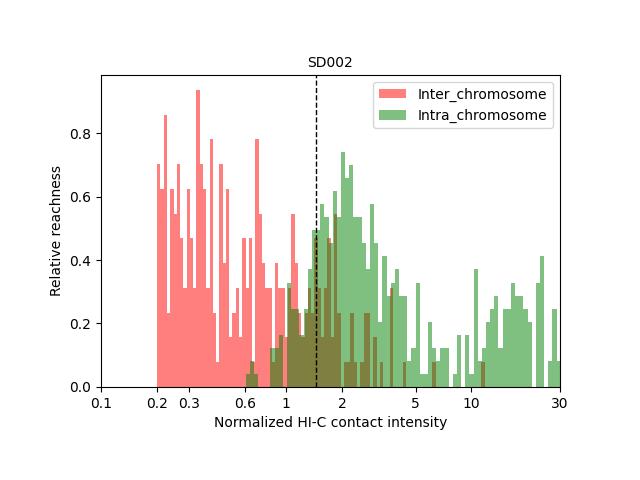 SD002
Inter_chromosome
Intra_chromosome
Relative reachness
0.8
0.6
0.4
0.2
0.0
0.1 0.2 0.3 0.6 1 2 5 10 30
Normalized HI-C contact intensity